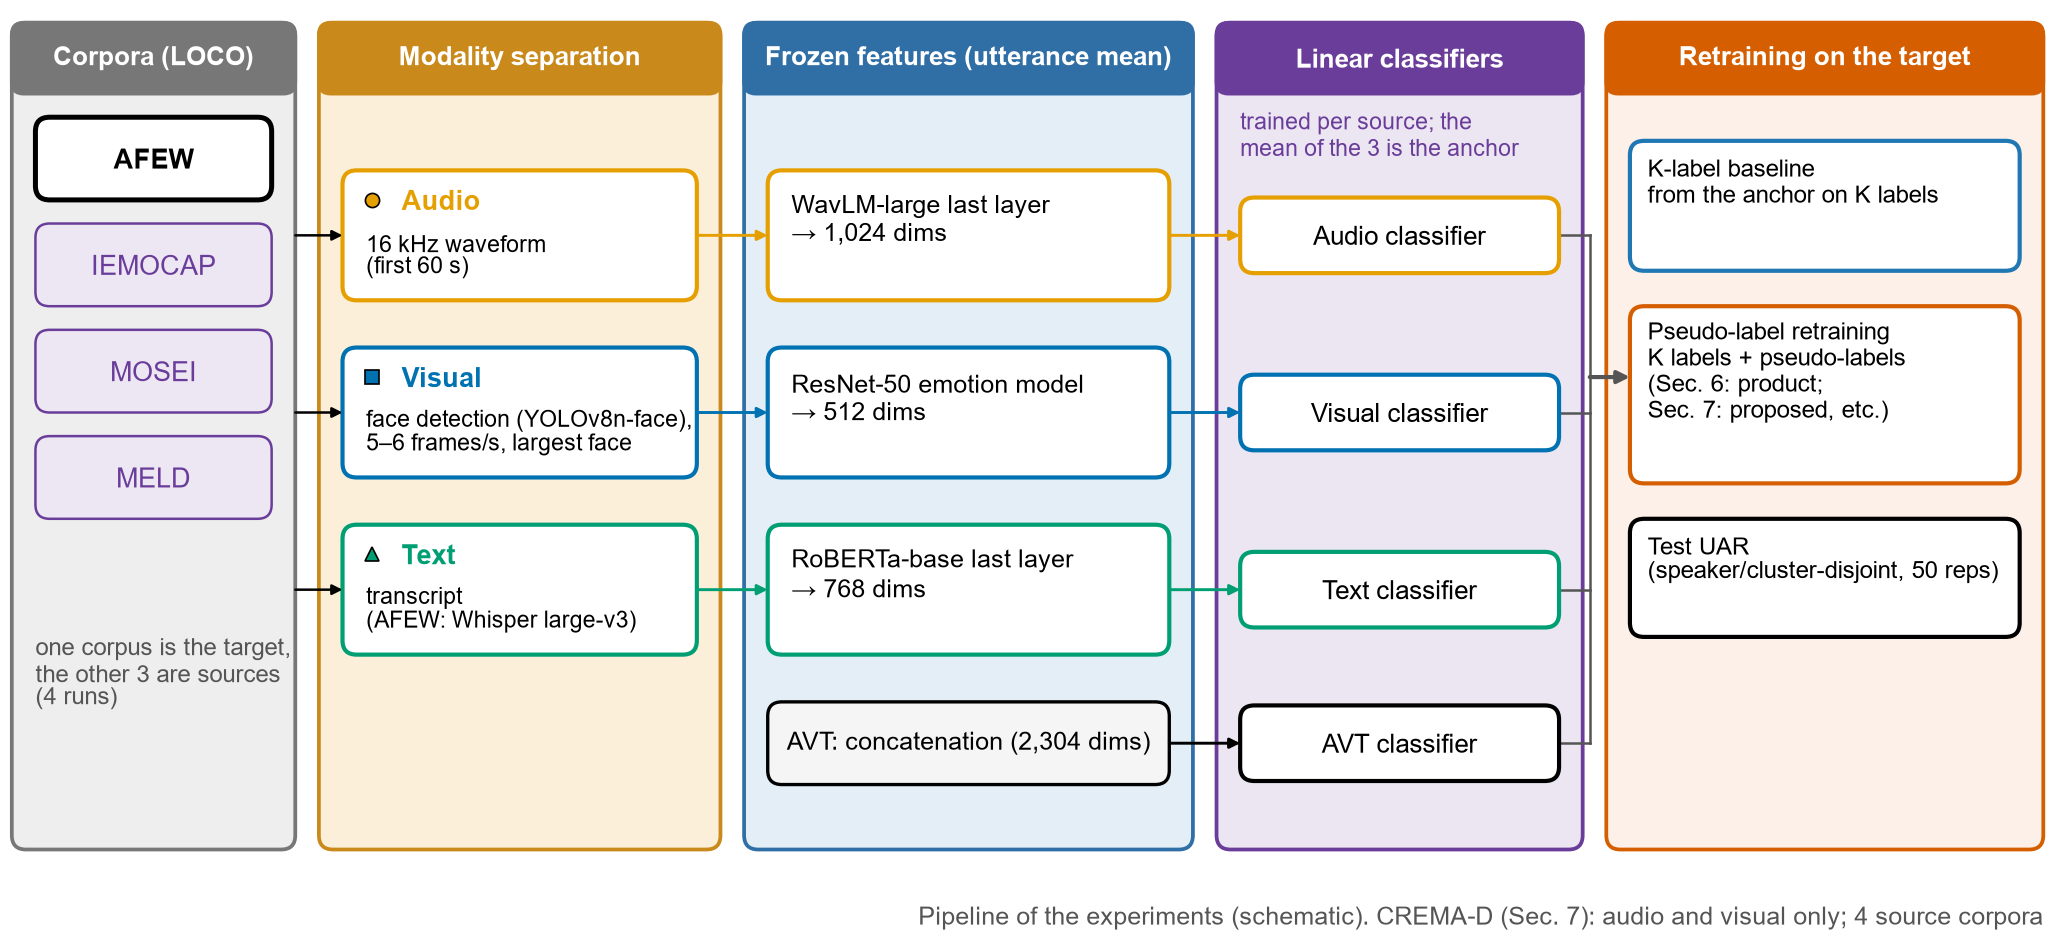 Corpora (LOCO)
AFEW
IEMOCAP
MOSEI
MELD
one corpus is the target,
the other 3 are sources
(4 runs)
Modality separation
Audio
16 kHz waveform
(first 60 s)
Visual
face detection (YOLOv8n-face),
5–6 frames/s, largest face
Text
transcript
(AFEW: Whisper large-v3)
Frozen features (utterance mean)
WavLM-large last layer
→ 1,024 dims
ResNet-50 emotion model
→ 512 dims
RoBERTa-base last layer
→ 768 dims
AVT: concatenation (2,304 dims)
Linear classifiers
trained per source; the
mean of the 3 is the anchor
Audio classifier
Visual classifier
Text classifier
AVT classifier
Retraining on the target
K-label baseline
from the anchor on K labels
Pseudo-label retraining
K labels + pseudo-labels
(Sec. 6: product;
Sec. 7: proposed, etc.)
Test UAR
(speaker/cluster-disjoint, 50 reps)
Pipeline of the experiments (schematic). CREMA-D (Sec. 7): audio and visual only; 4 source corpora